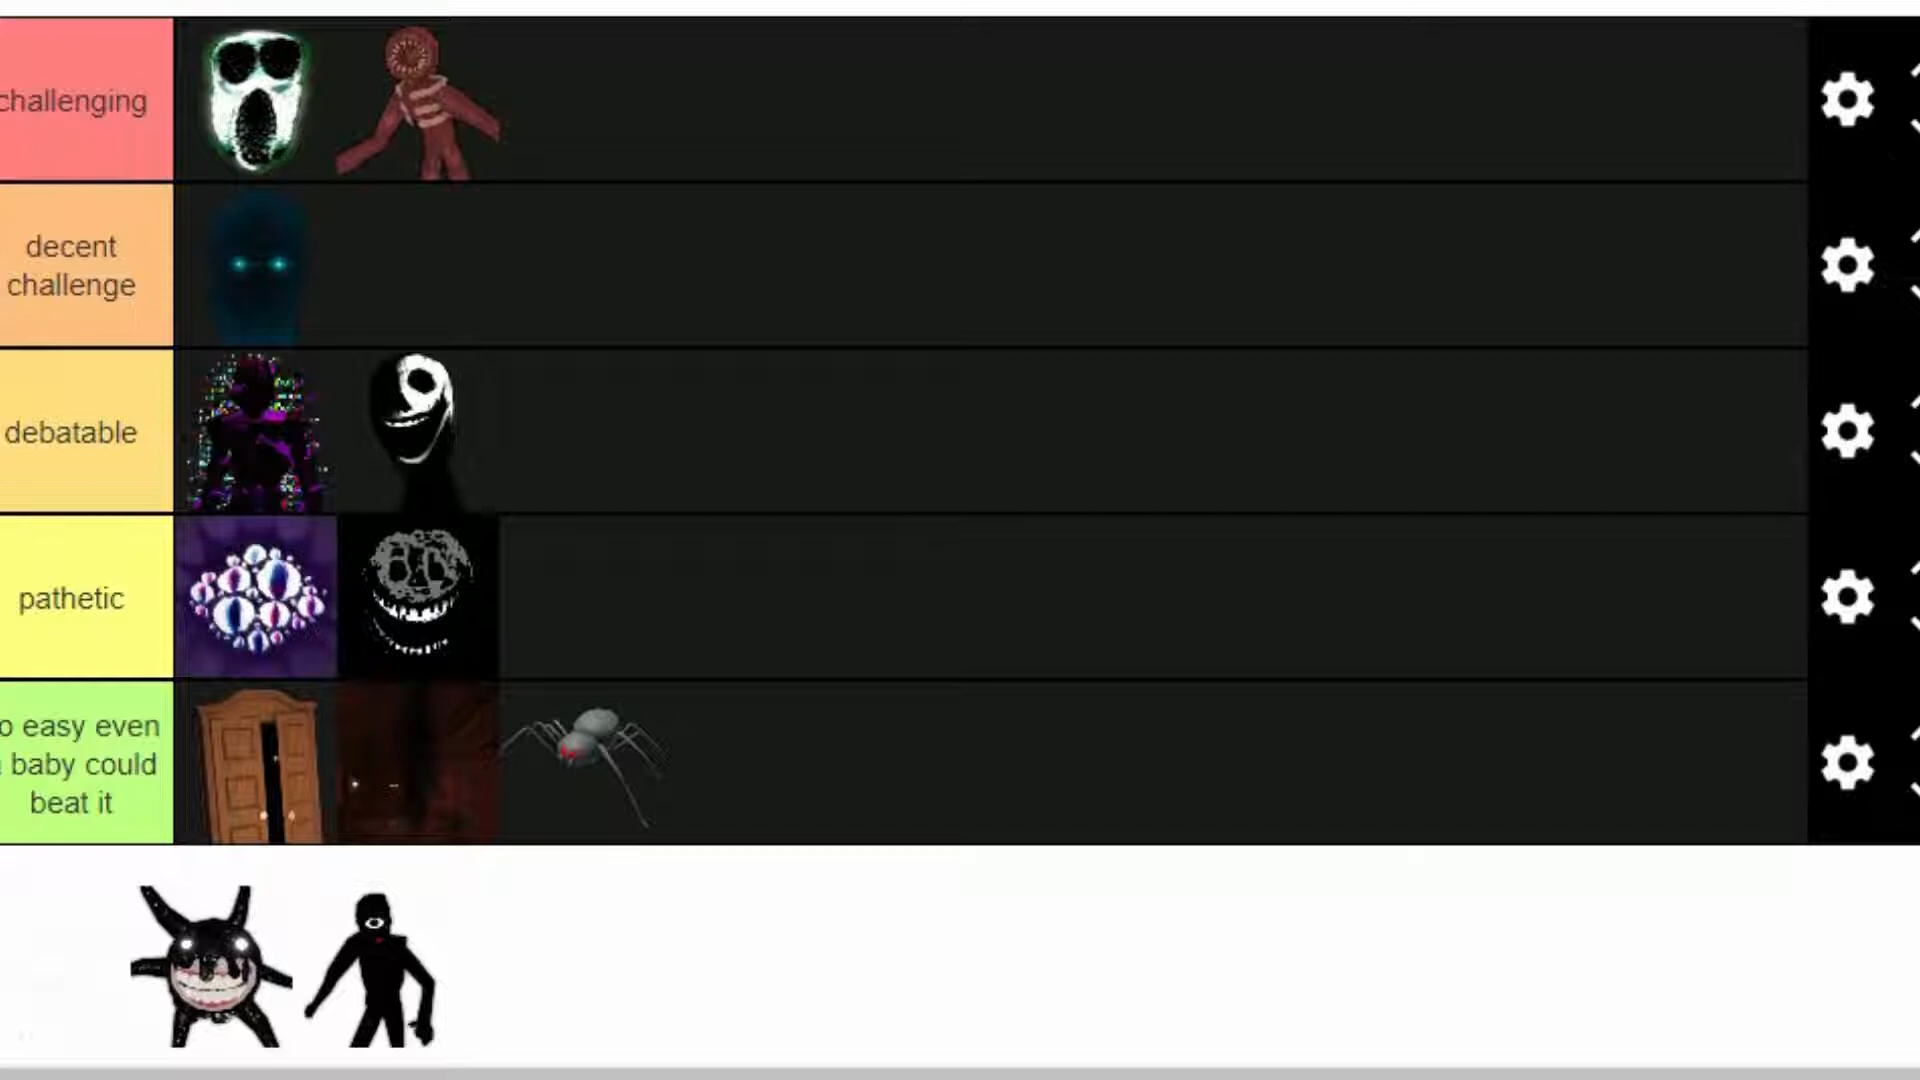 challenging
decent
challenge
debatable
pathetic
o easy even
baby could
beat it